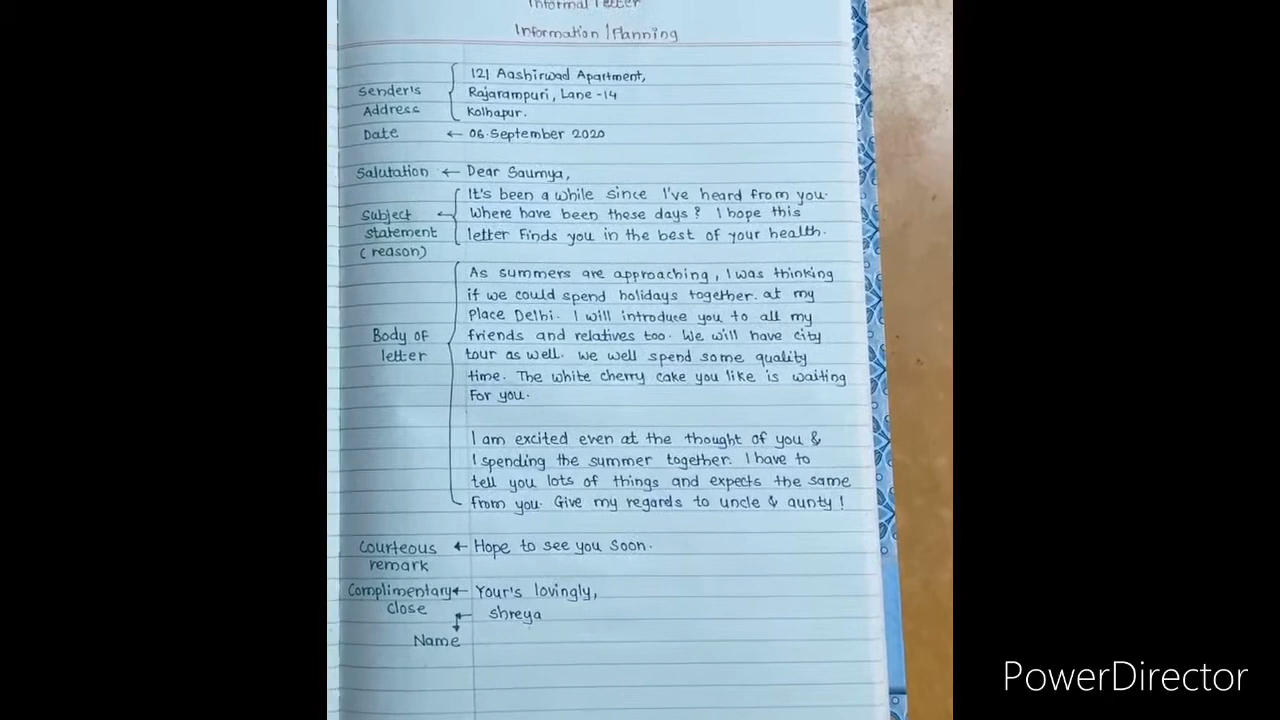 Informal Letter
Information | Planning
121 Aashirwad Apartment,
Sender's Rajarampuri, Lane -14
Address Kolhapur.
Date ← 06.September 2020
Salutation ← Dear Saumya,
It's been a while since I've heard from you.
Subject ← Where have been these days? I hope this
statement letter finds you in the best of your health.
(reason)
As summers are approaching, I was thinking
if we could spend holidays together. at my
Place Delhi. I will introduce you to all my
Body of friends and relatives too. We will have city
letter tour as well. We well spend some quality
time. The white cherry cake you like is waiting
For you.
I am excited even at the thought of you &
I spending the summer together. I have to
tell you lots of things and expects the same
from you. Give my regards to uncle & aunty!
Courteous ← Hope to see you soon.
remark
Complimentary ← Your's lovingly,
Close
shreya
Name
PowerDirector